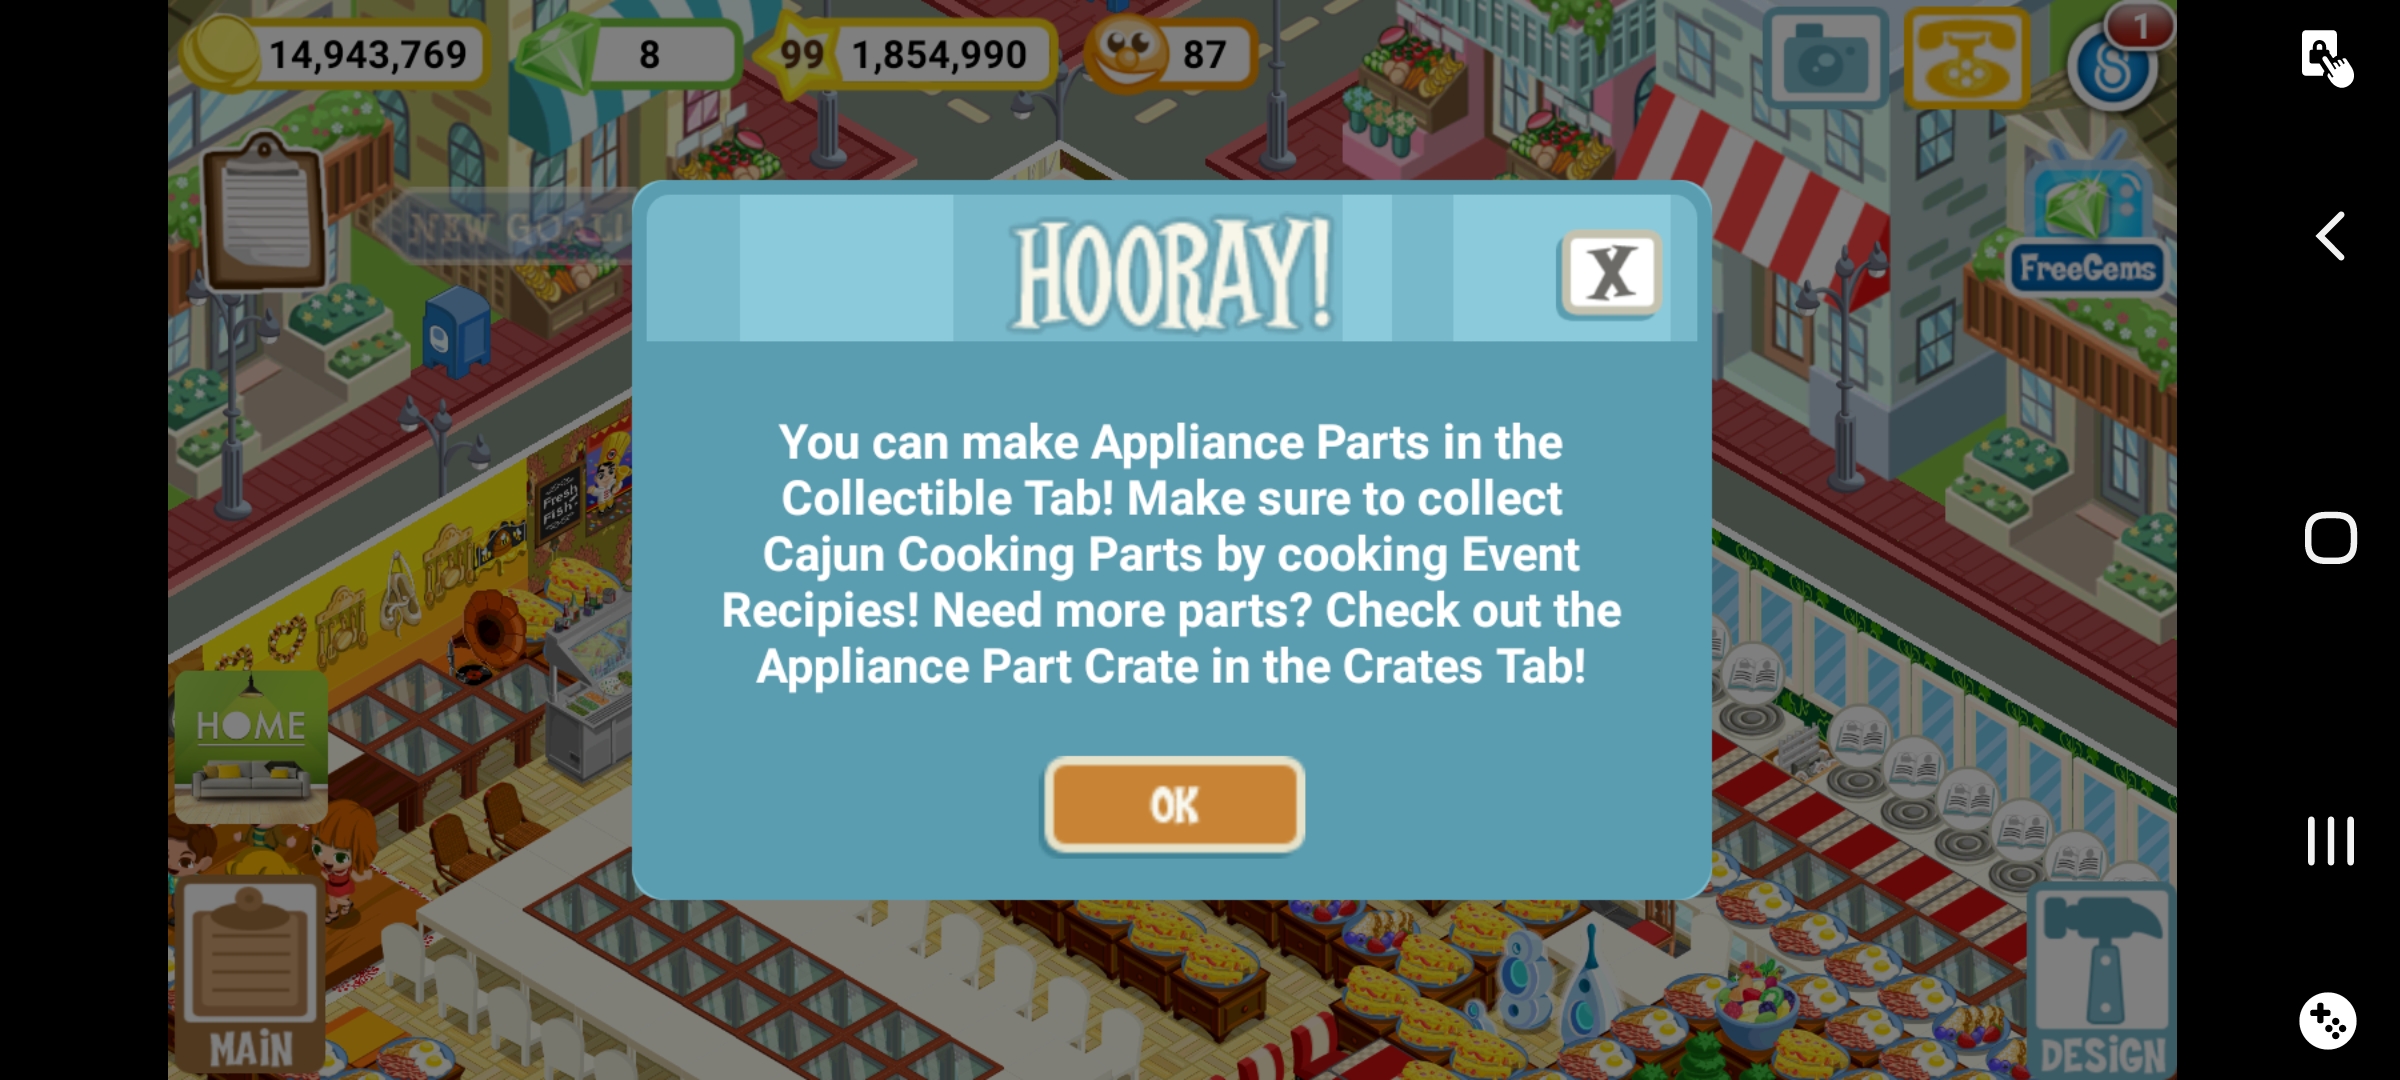 14,943,769
8
99 1,854,990
87
1
NEW GOAL!
HOORAY!
X
FreeGems
You can make Appliance Parts in the
Collectible Tab! Make sure to collect
Cajun Cooking Parts by cooking Event
Recipies! Need more parts? Check out the
Appliance Part Crate in the Crates Tab!
Fresh
Fish
HOME
OK
MAiN
DESiGN